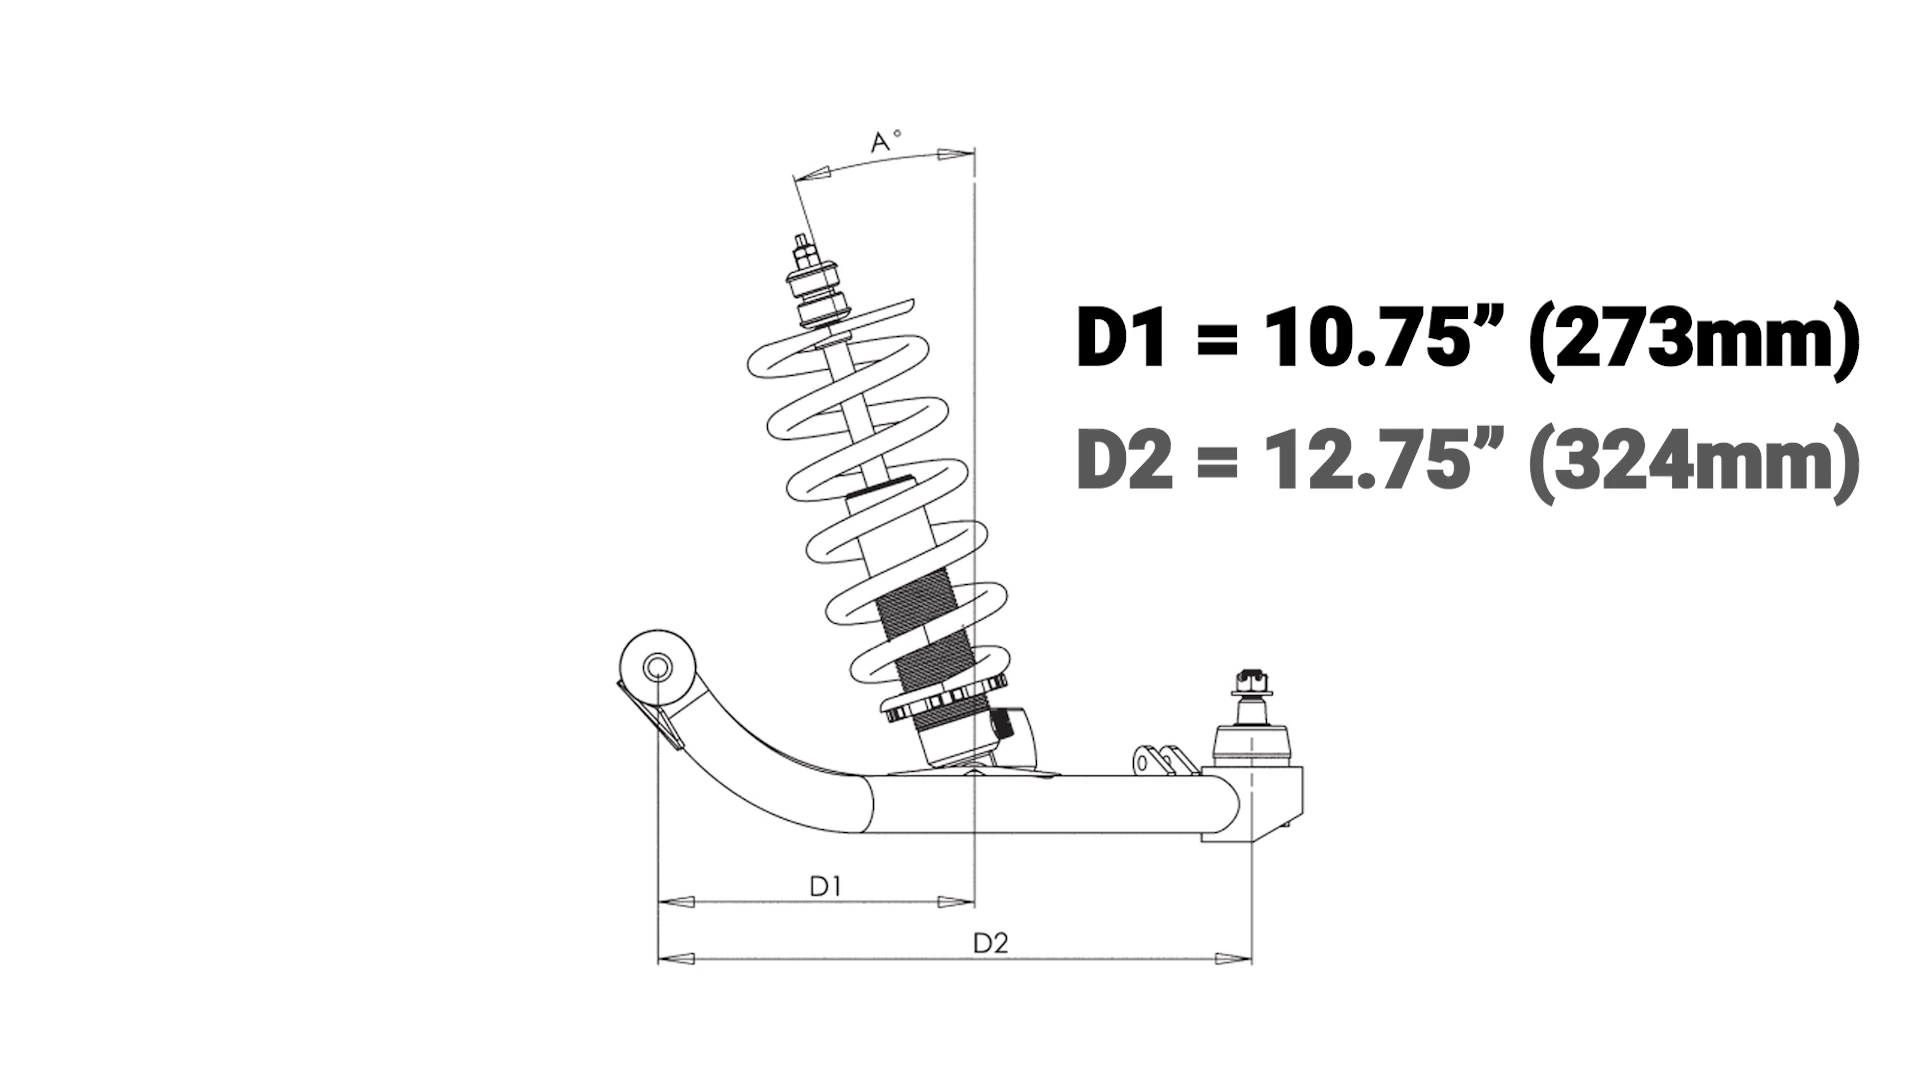 A°
D1 = 10.75” (273mm)
D2 = 12.75” (324mm)
D1
D2